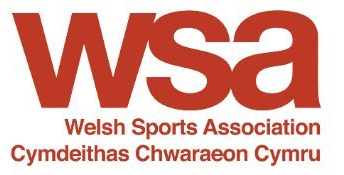 wsa
Welsh Sports Association
Cymdeithas Chwaraeon Cymru